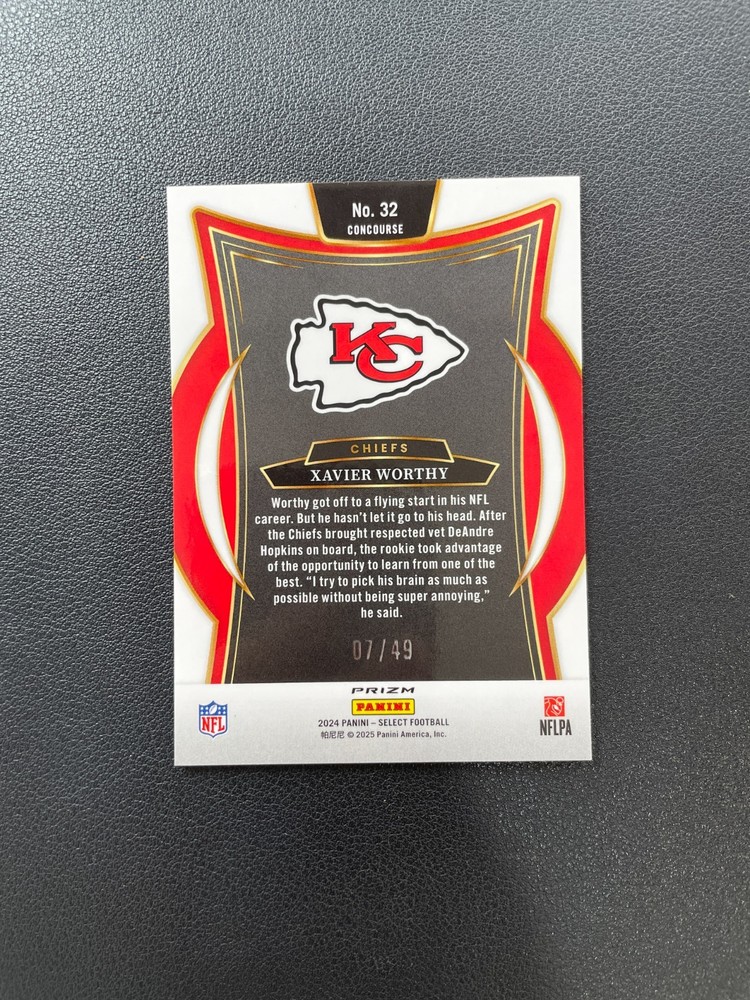 No. 32
CONCOURSE
KC
CHIEFS
XAVIER WORTHY
Worthy got off to a flying start in his NFL
career. But he hasn't let it go to his head. After
the Chiefs brought respected vet DeAndre
Hopkins on board, the rookie took advantage
of the opportunity to learn from one of the
best. “I try to pick his brain as much as
possible without being super annoying,”
he said.
07/49
PRIZM
PANINI
NFL
2024 PANINI – SELECT FOOTBALL
帕尼尼 © 2025 Panini America, Inc.
NFLPA